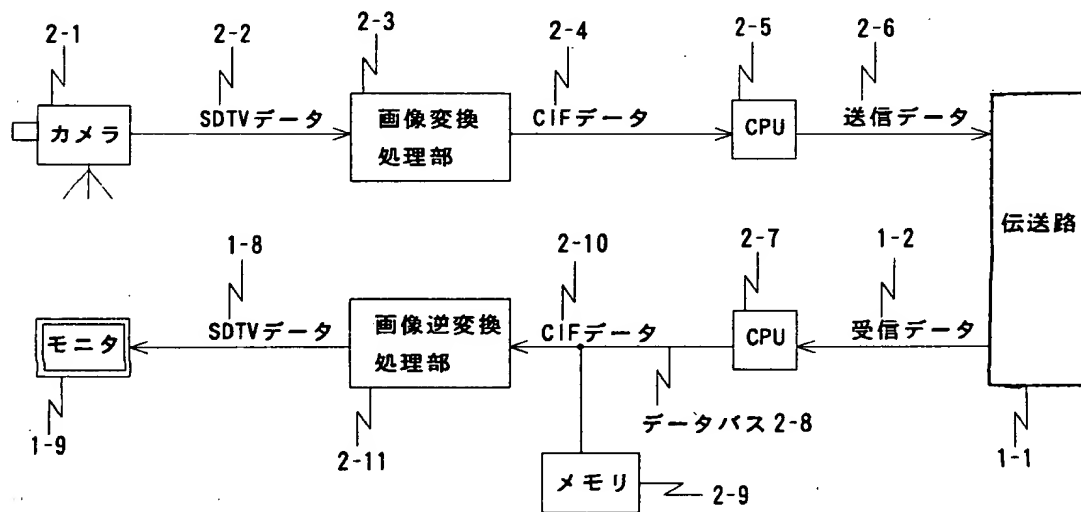 2-1
2-2
2-3
2-4
2-5
2-6
カメラ
SDTVデータ
画像変換
処理部
CIFデータ
CPU
送信データ
伝送路
1-8
2-10
2-7
1-2
モニタ
SDTVデータ
画像逆変換
処理部
CIFデータ
CPU
受信データ
データバス2-8
1-9
2-11
メモリ
2-9
1-1